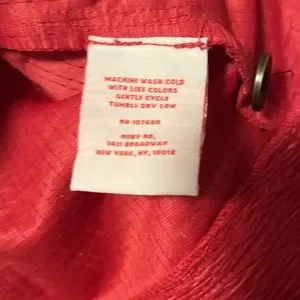 MACHINE WASH COLD
WITH LIKE COLORS
GENTLE CYCLE
TUMBLE DRY LOW
RN 107660
RUBY RD.
1411 BROADWAY
NEW YORK, NY, 10018